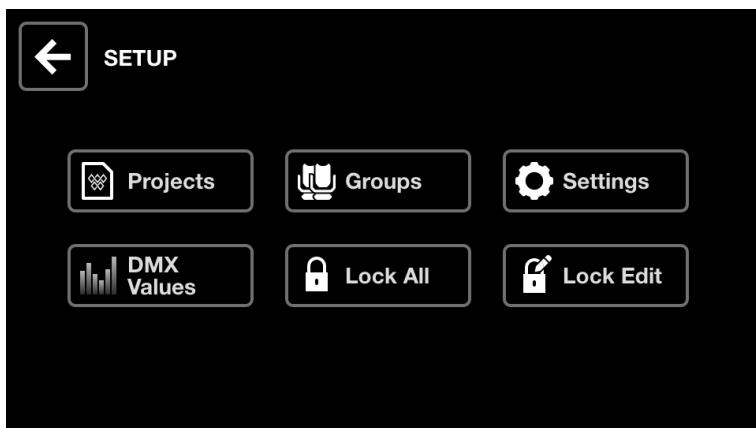 SETUP
Projects
Groups
Settings
DMX
Values
Lock All
Lock Edit